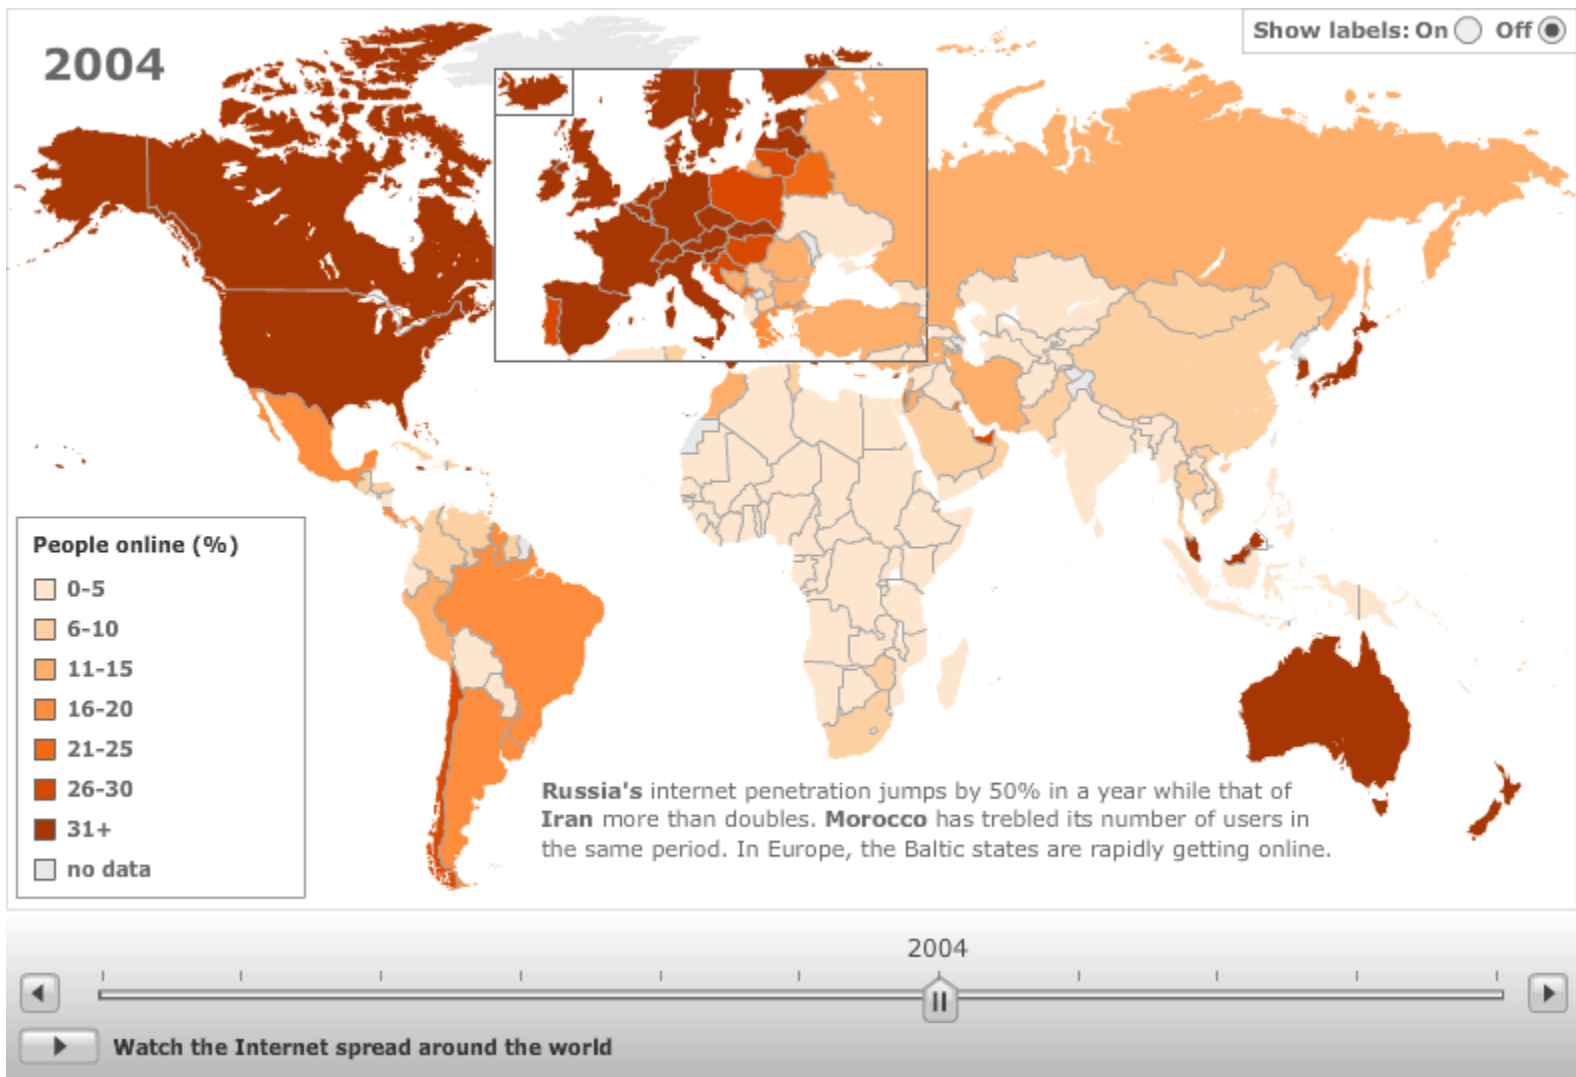 Show labels: On Off
2004
People online (%)
0-5
6-10
11-15
16-20
21-25
26-30
31+
no data
Russia's internet penetration jumps by 50% in a year while that of
Iran more than doubles. Morocco has trebled its number of users in
the same period. In Europe, the Baltic states are rapidly getting online.
2004
Watch the Internet spread around the world